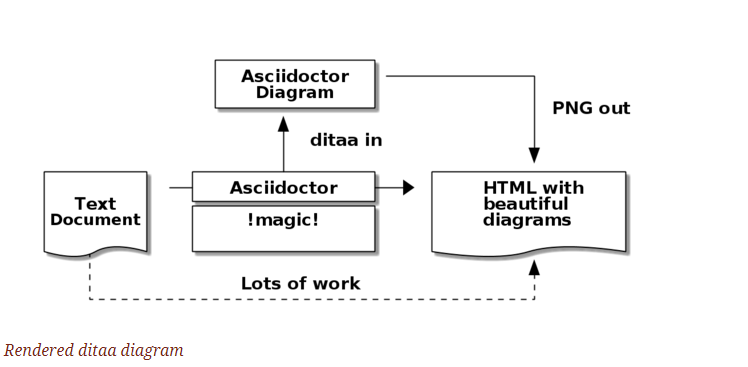 Asciidoctor
Diagram
PNG out
ditaa in
Text
Document
Asciidoctor
!magic!
HTML with
beautiful
diagrams
Lots of work
Rendered ditaa diagram